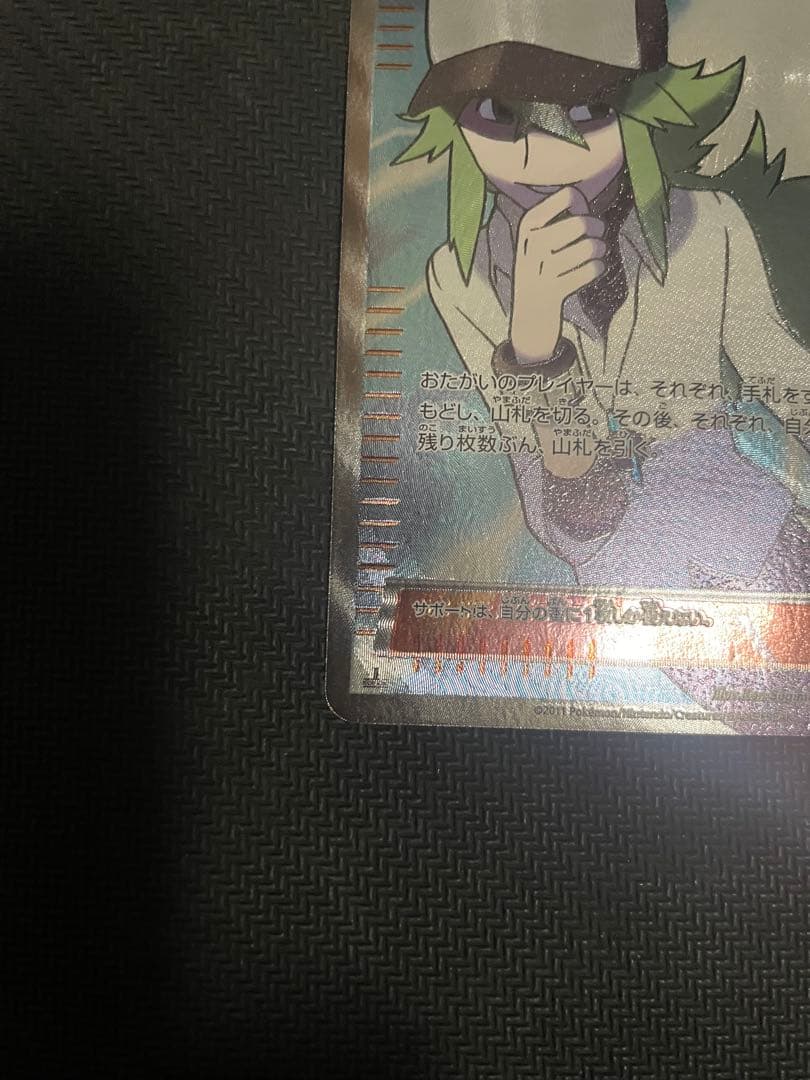 おたがいのプレイヤーは、それぞれ、手札をす
もどし、山札を切る。その後、それぞれ、自分
残り枚数ぶん、山札を引く。
サポートは、自分の番に1枚しか使えない。
©2011 Pokémon/Nintendo/Creatures